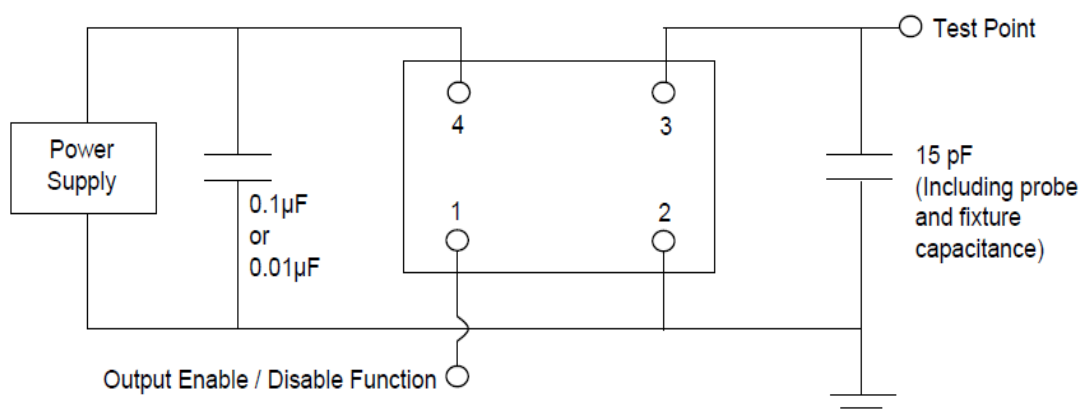 Test Point
4
3
Power
Supply
0.1µF
or
0.01µF
1
2
15 pF
(Including probe
and fixture
capacitance)
Output Enable / Disable Function